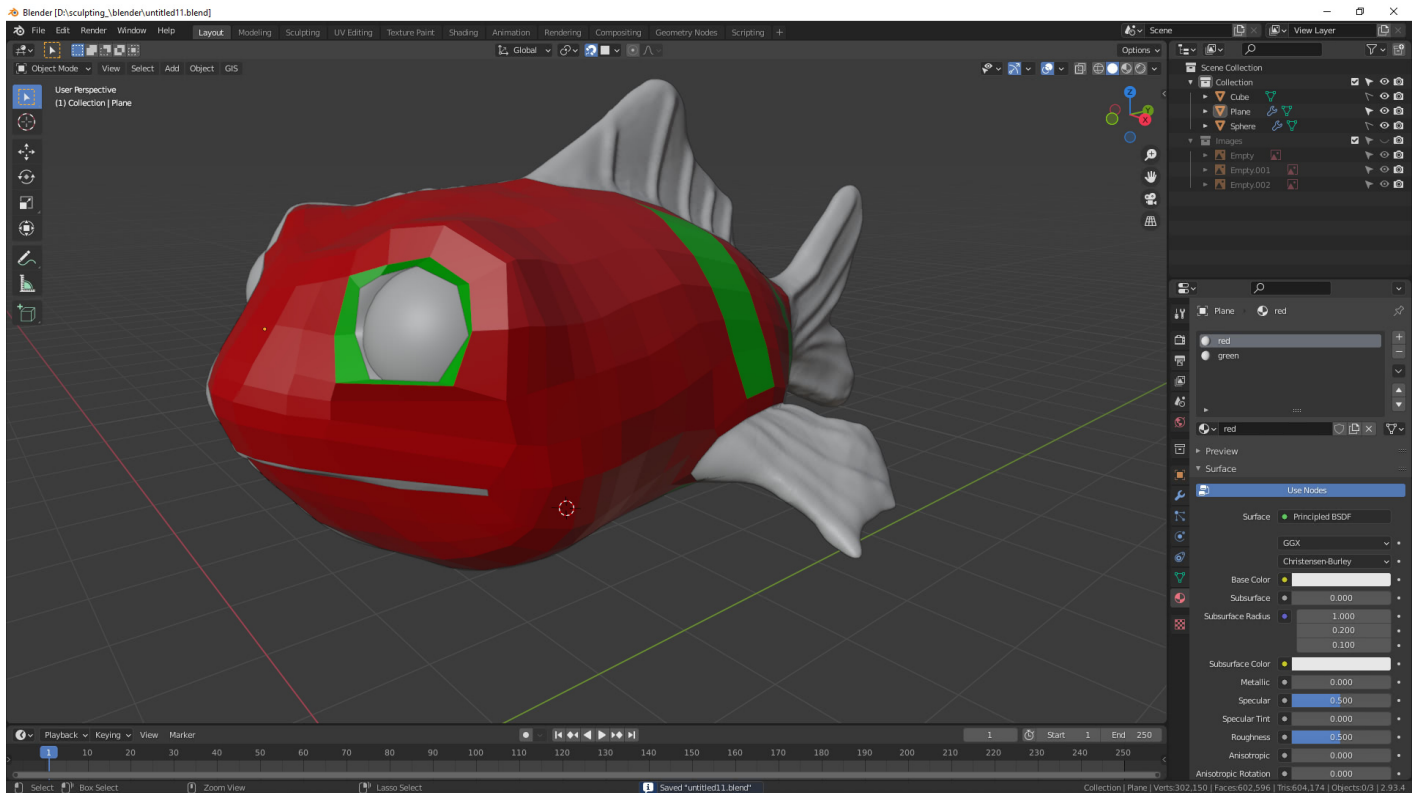 Blender [D:\sculpting_\blender\untitled11.blend]
File Edit Render Window Help Layout Modeling Sculpting UV Editing Texture Paint Shading Animation Rendering Compositing Geometry Nodes Scripting + Scene View Layer
Global Options
Object Mode View Select Add Object GIS
User Perspective
(1) Collection | Plane
Z
Y
X
Scene Collection
Collection
Cube
Plane
Sphere
Images
Empty
Empty.001
Empty.002
Plane red
red
green
red
Preview
Surface
Use Nodes
Surface Principled BSDF
GGX
Christensen-Burley
Base Color
Subsurface 0.000
Subsurface Radius 1.000
0.200
0.100
Subsurface Color
Metallic 0.000
Specular 0.500
Specular Tint 0.000
Roughness 0.500
Anisotropic 0.000
Anisotropic Rotation 0.000
Playback Keying View Marker 1 Start 1 End 250
1 10 20 30 40 50 60 70 80 90 100 110 120 130 140 150 160 170 180 190 200 210 220 230 240 250
Select Box Select Zoom View Lasso Select Saved "untitled11.blend" Collection | Plane | Verts:302,150 | Faces:602,596 | Tris:604,174 | Objects:0/3 | 2.93.4